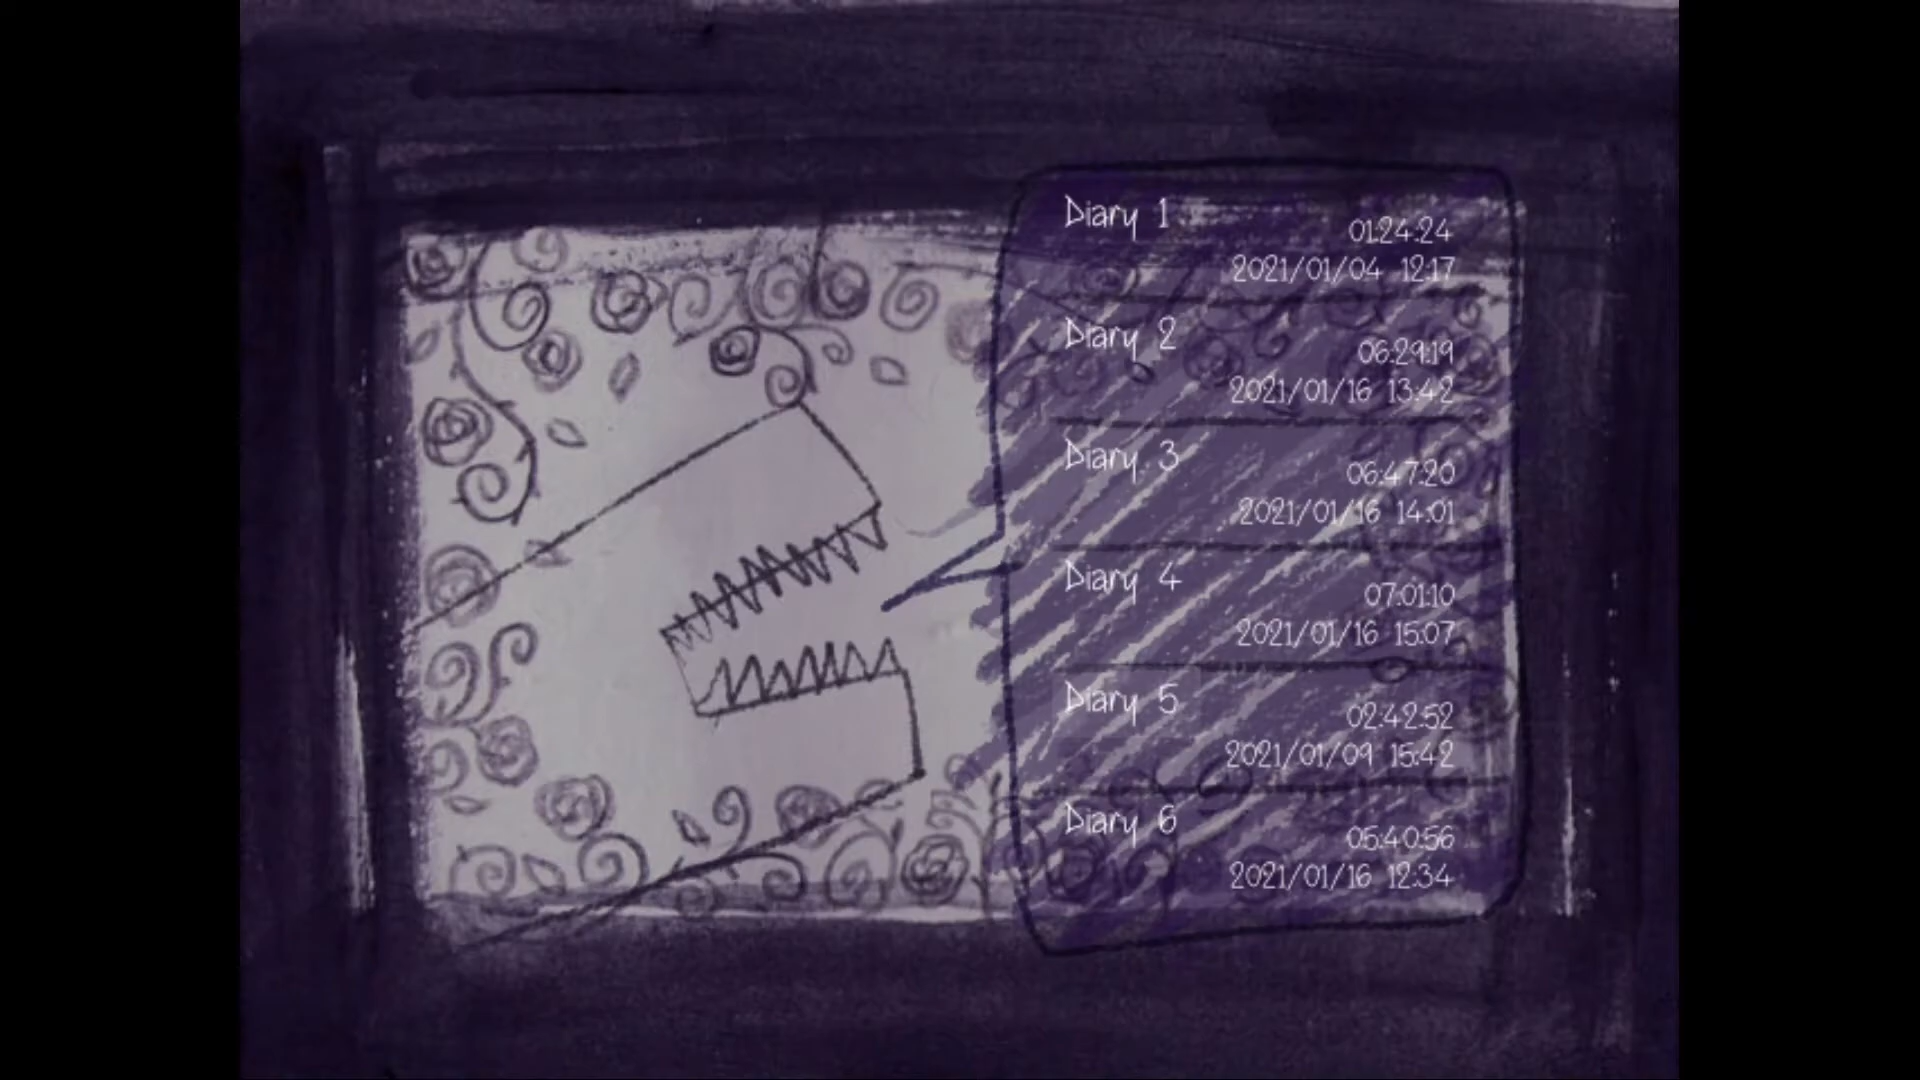 Diary 1
01:24:24
2021/01/04 12:17
Diary 2
06:29:19
2021/01/16 13:42
Diary 3
06:47:20
2021/01/16 14:01
Diary 4
07:01:10
2021/01/16 15:07
Diary 5
02:42:52
2021/01/09 15:42
Diary 6
05:40:56
2021/01/16 12:34